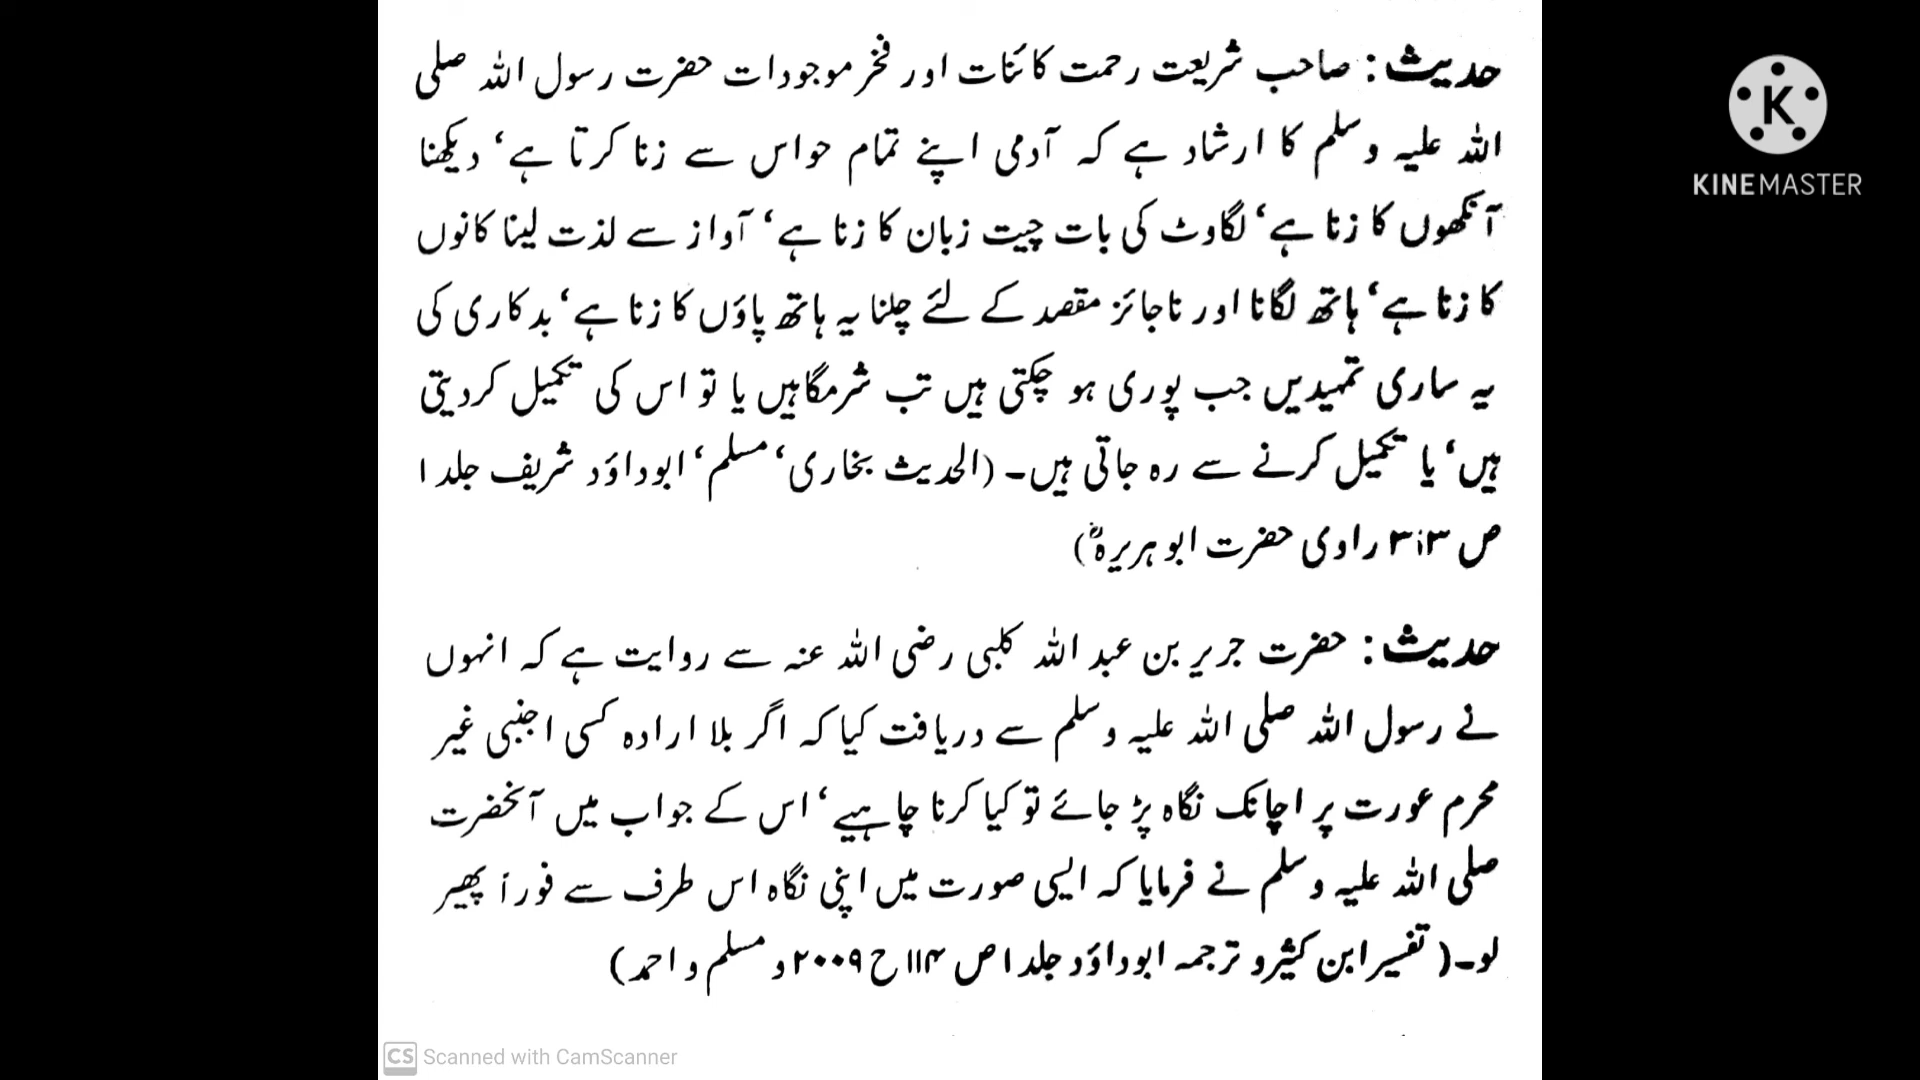 حدیث: صاحب شریعت رحمت کائنات اور فخر موجودات حضرت رسول اللہ صلی
اللہ علیہ وسلم کا ارشاد ہے کہ آدمی اپنے تمام حواس سے زنا کرتا ہے‘ دیکھنا
آنکھوں کا زنا ہے‘ لگاوٹ کی بات چیت زبان کا زنا ہے‘ آواز سے لذت لینا کانوں
کا زنا ہے‘ ہاتھ لگانا اور ناجائز مقصد کے لئے چلنا یہ ہاتھ پاؤں کا زنا ہے‘ بدکاری کی
یہ ساری تمہیدیں جب پوری ہو چکتی ہیں تب شرمگاہیں یا تو اس کی تکمیل کردیتی
ہیں‘ یا تکمیل کرنے سے رہ جاتی ہیں۔ (الحدیث بخاری‘ مسلم‘ ابوداؤد شریف جلد ۱
ص راوی حضرت ابو ہریرہؓ)
حدیث: حضرت جریر بن عبد اللہ کلبی رضی اللہ عنہ سے روایت ہے کہ انہوں
نے رسول اللہ صلی اللہ علیہ وسلم سے دریافت کیا کہ اگر بلا ارادہ کسی اجنبی غیر
محرم عورت پر اچانک نگاہ پڑ جائے تو کیا کرنا چاہیے‘ اس کے جواب میں آنحضرت
صلی اللہ علیہ وسلم نے فرمایا کہ ایسی صورت میں اپنی نگاہ اس طرف سے فوراً پھیر
لو۔ (تفسیر ابن کثیر و ترجمہ ابوداؤد جلد ۱ ص ۱۱۴ ح ۲۰۰۹ و مسلم و احمد)
KINEMASTER
CS Scanned with CamScanner